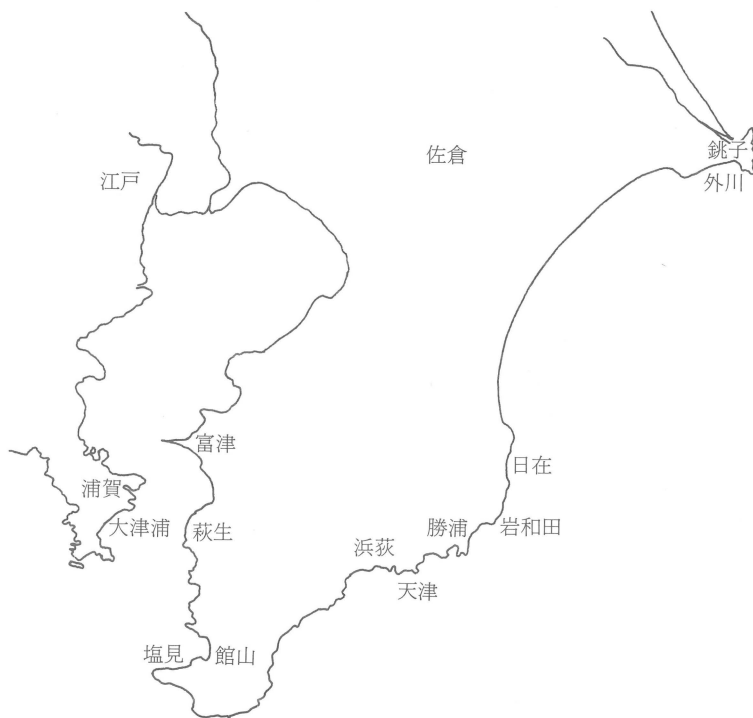 銚子
佐倉
江戸
外川
富津
日在
浦賀
大津浦
萩生
勝浦
岩和田
浜荻
天津
塩見
館山